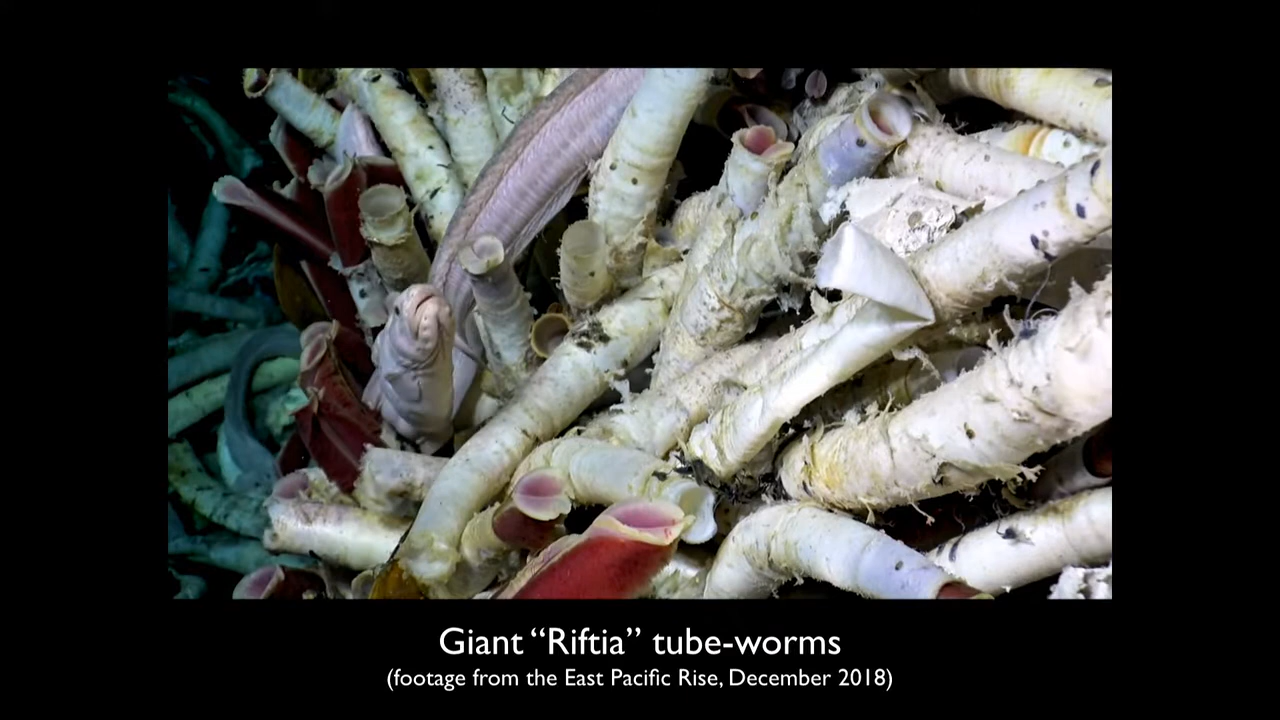 Giant “Riftia” tube-worms
(footage from the East Pacific Rise, December 2018)